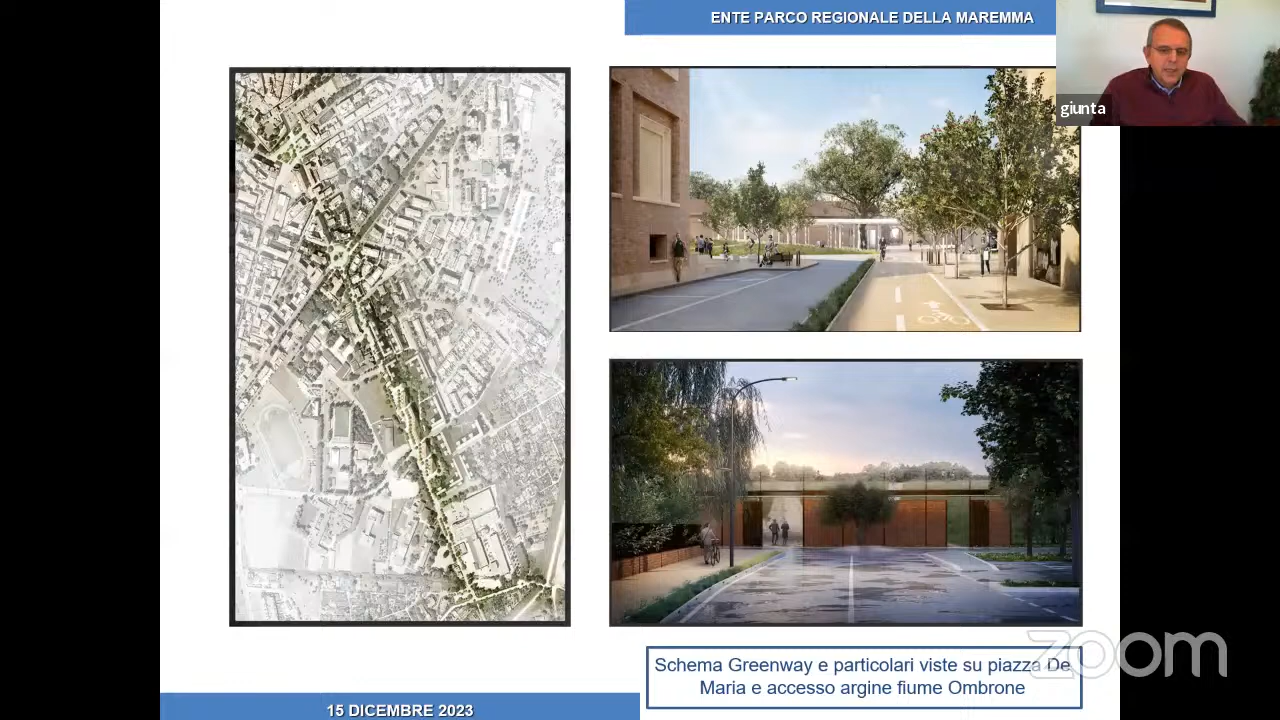 ENTE PARCO REGIONALE DELLA MAREMMA
giunta
Schema Greenway e particolari viste su piazza De
Maria e accesso argine fiume Ombrone
zoom
15 DICEMBRE 2023